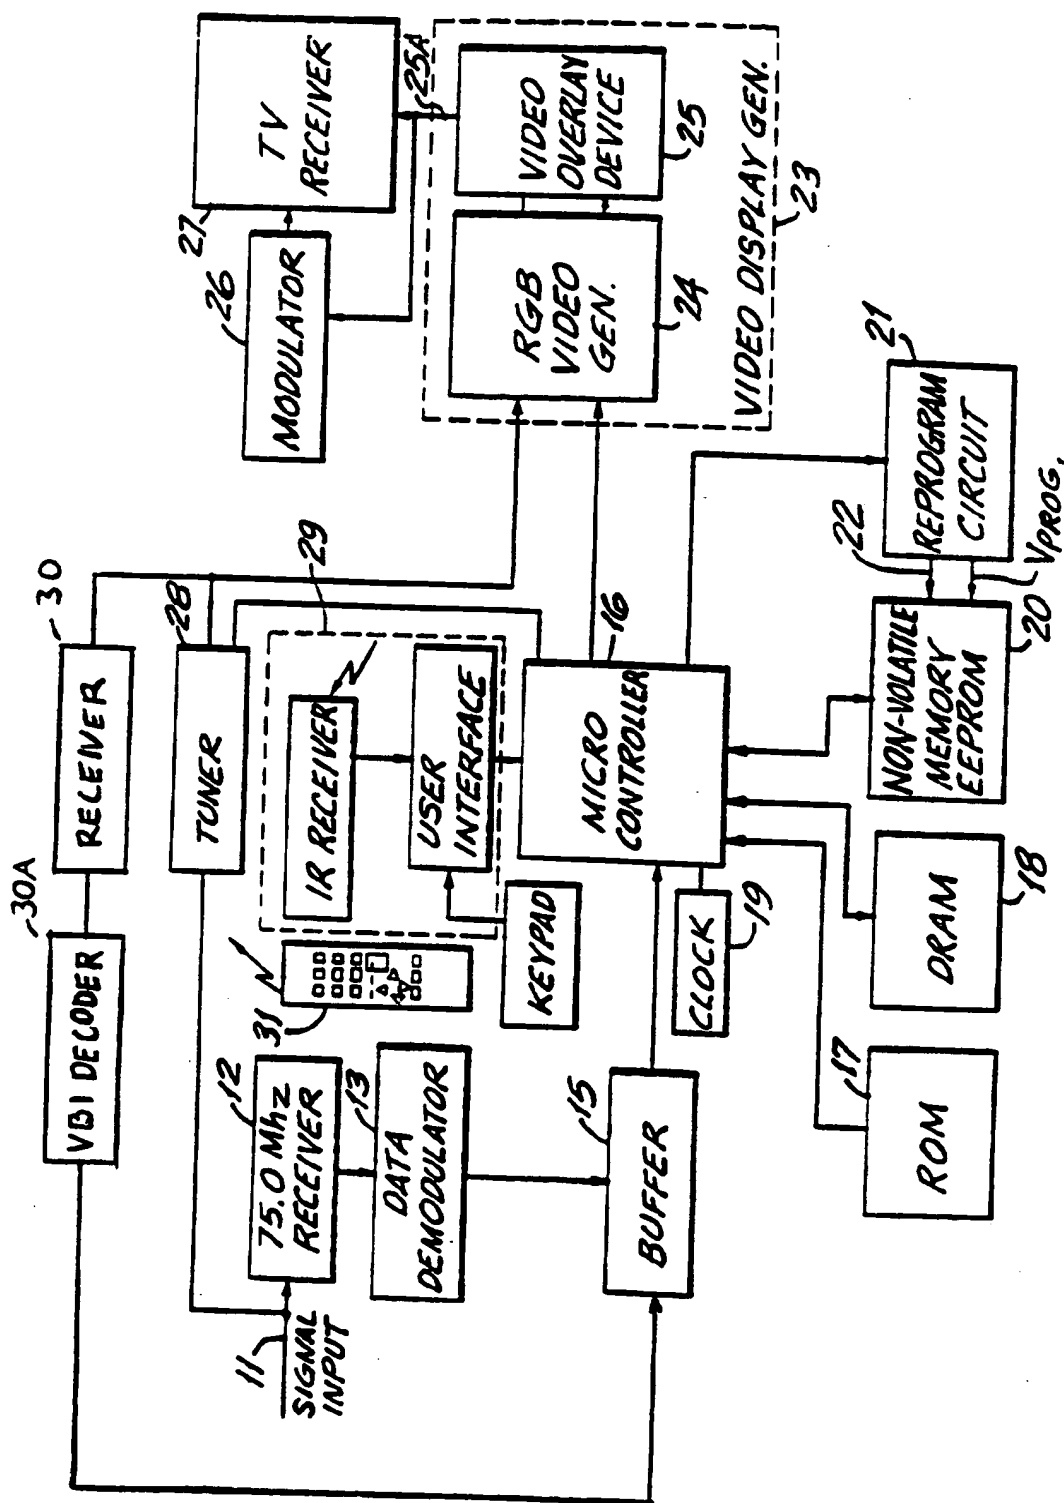 30A
VBI DECODER
30
RECEIVER
28
TUNER
26
MODULATOR
27
TV
RECEIVER
25A
11
SIGNAL
INPUT
12
75.0 Mhz
RECEIVER
13
DATA
DEMODULATOR
31
IR RECEIVER
29
USER
INTERFACE
KEYPAD
RGB
VIDEO
GEN.
24
VIDEO
OVERLAY
DEVICE
25
VIDEO DISPLAY GEN.
23
15
BUFFER
CLOCK
19
MICRO
CONTROLLER
16
17
ROM
DRAM
18
NON-VOLATILE
MEMORY
EEPROM
20
22
VPROG.
REPROGRAM
CIRCUIT
21